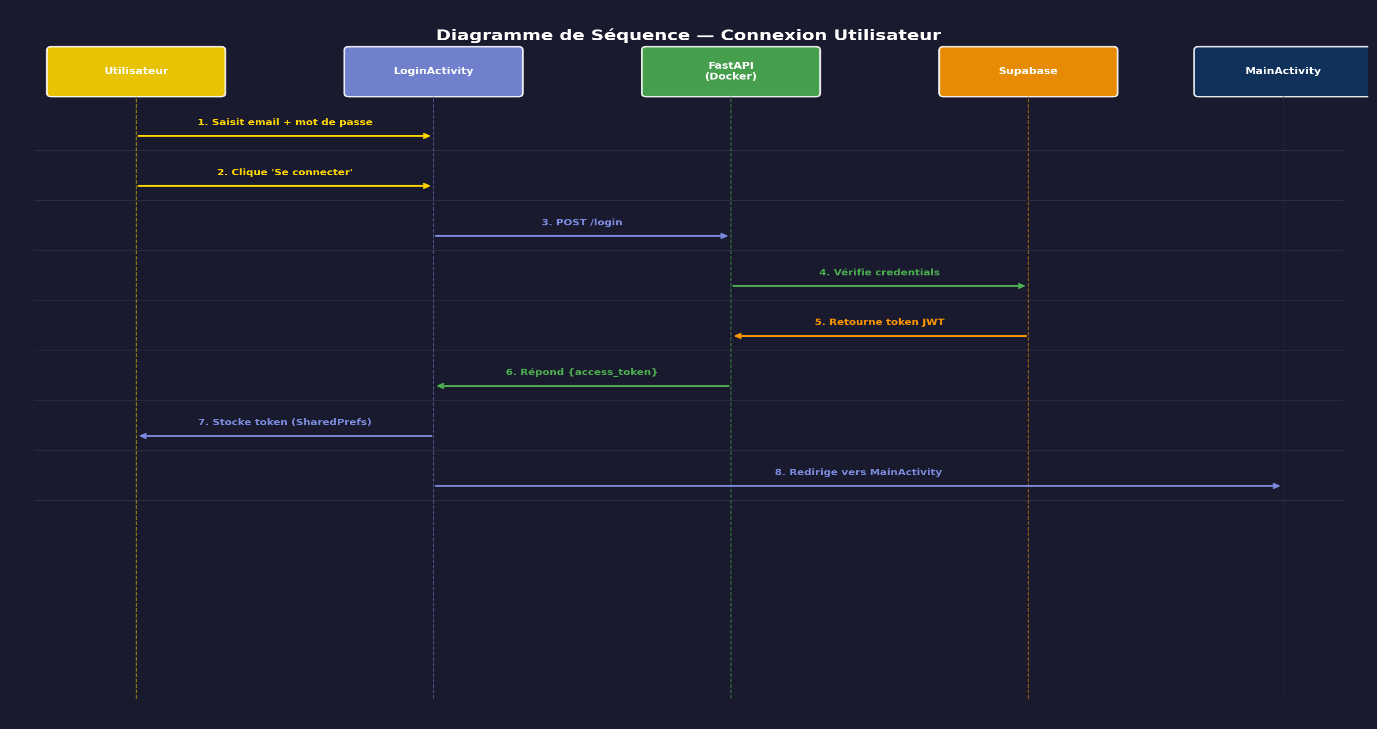 Diagramme de Séquence — Connexion Utilisateur
Utilisateur
LoginActivity
FastAPI
(Docker)
Supabase
MainActivity
1. Saisit email + mot de passe
2. Clique 'Se connecter'
3. POST /login
4. Vérifie credentials
5. Retourne token JWT
6. Répond {access_token}
7. Stocke token (SharedPrefs)
8. Redirige vers MainActivity